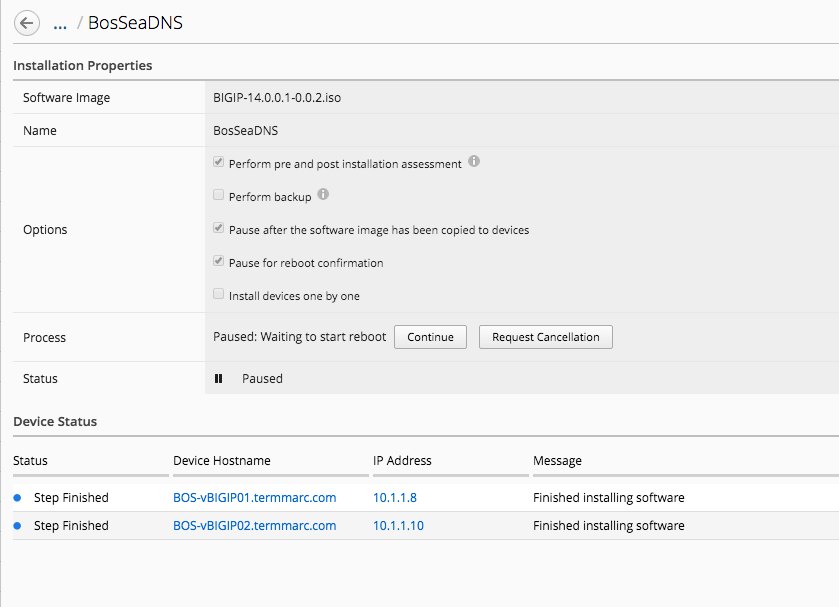 ... / BosSeaDNS
Installation Properties
Software Image BIGIP-14.0.0.1-0.0.2.iso
Name BosSeaDNS
Perform pre and post installation assessment
Perform backup
Options
Pause after the software image has been copied to devices
Pause for reboot confirmation
Install devices one by one
Process Paused: Waiting to start reboot Continue Request Cancellation
Status Paused
Device Status
Status Device Hostname IP Address Message
Step Finished BOS-vBIGIP01.termmarc.com 10.1.1.8 Finished installing software
Step Finished BOS-vBIGIP02.termmarc.com 10.1.1.10 Finished installing software